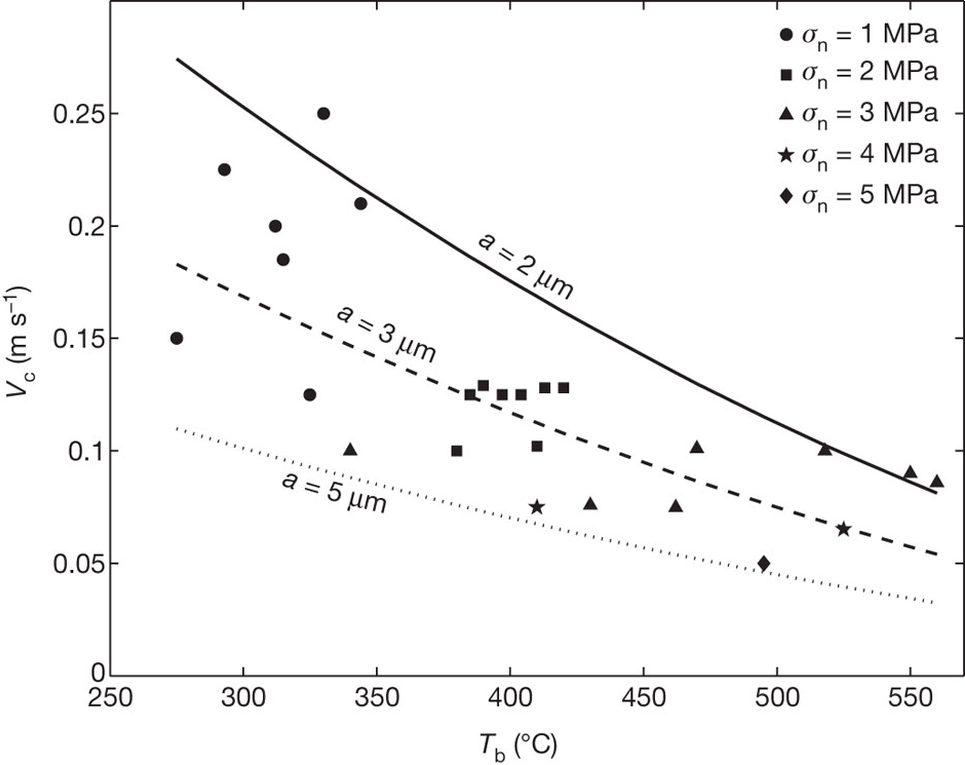 σn = 1 MPa
σn = 2 MPa
σn = 3 MPa
σn = 4 MPa
σn = 5 MPa
a = 2 µm
a = 3 µm
a = 5 µm
0.25
0.2
0.15
0.1
0.05
0
Vc (m s−1)
250 300 350 400 450 500 550
Tb (°C)